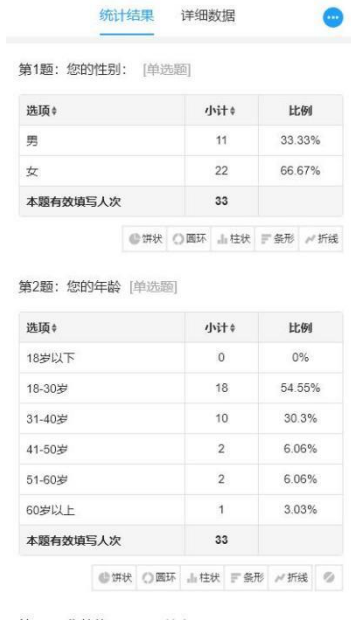 统计结果 详细数据
第1题：您的性别： [单选题]
选项 小计 比例
男 11 33.33%
女 22 66.67%
本题有效填写人次 33
饼状 圆环 柱状 条形 折线
第2题：您的年龄 [单选题]
选项 小计 比例
18岁以下 0 0%
18-30岁 18 54.55%
31-40岁 10 30.3%
41-50岁 2 6.06%
51-60岁 2 6.06%
60岁以上 1 3.03%
本题有效填写人次 33
饼状 圆环 柱状 条形 折线